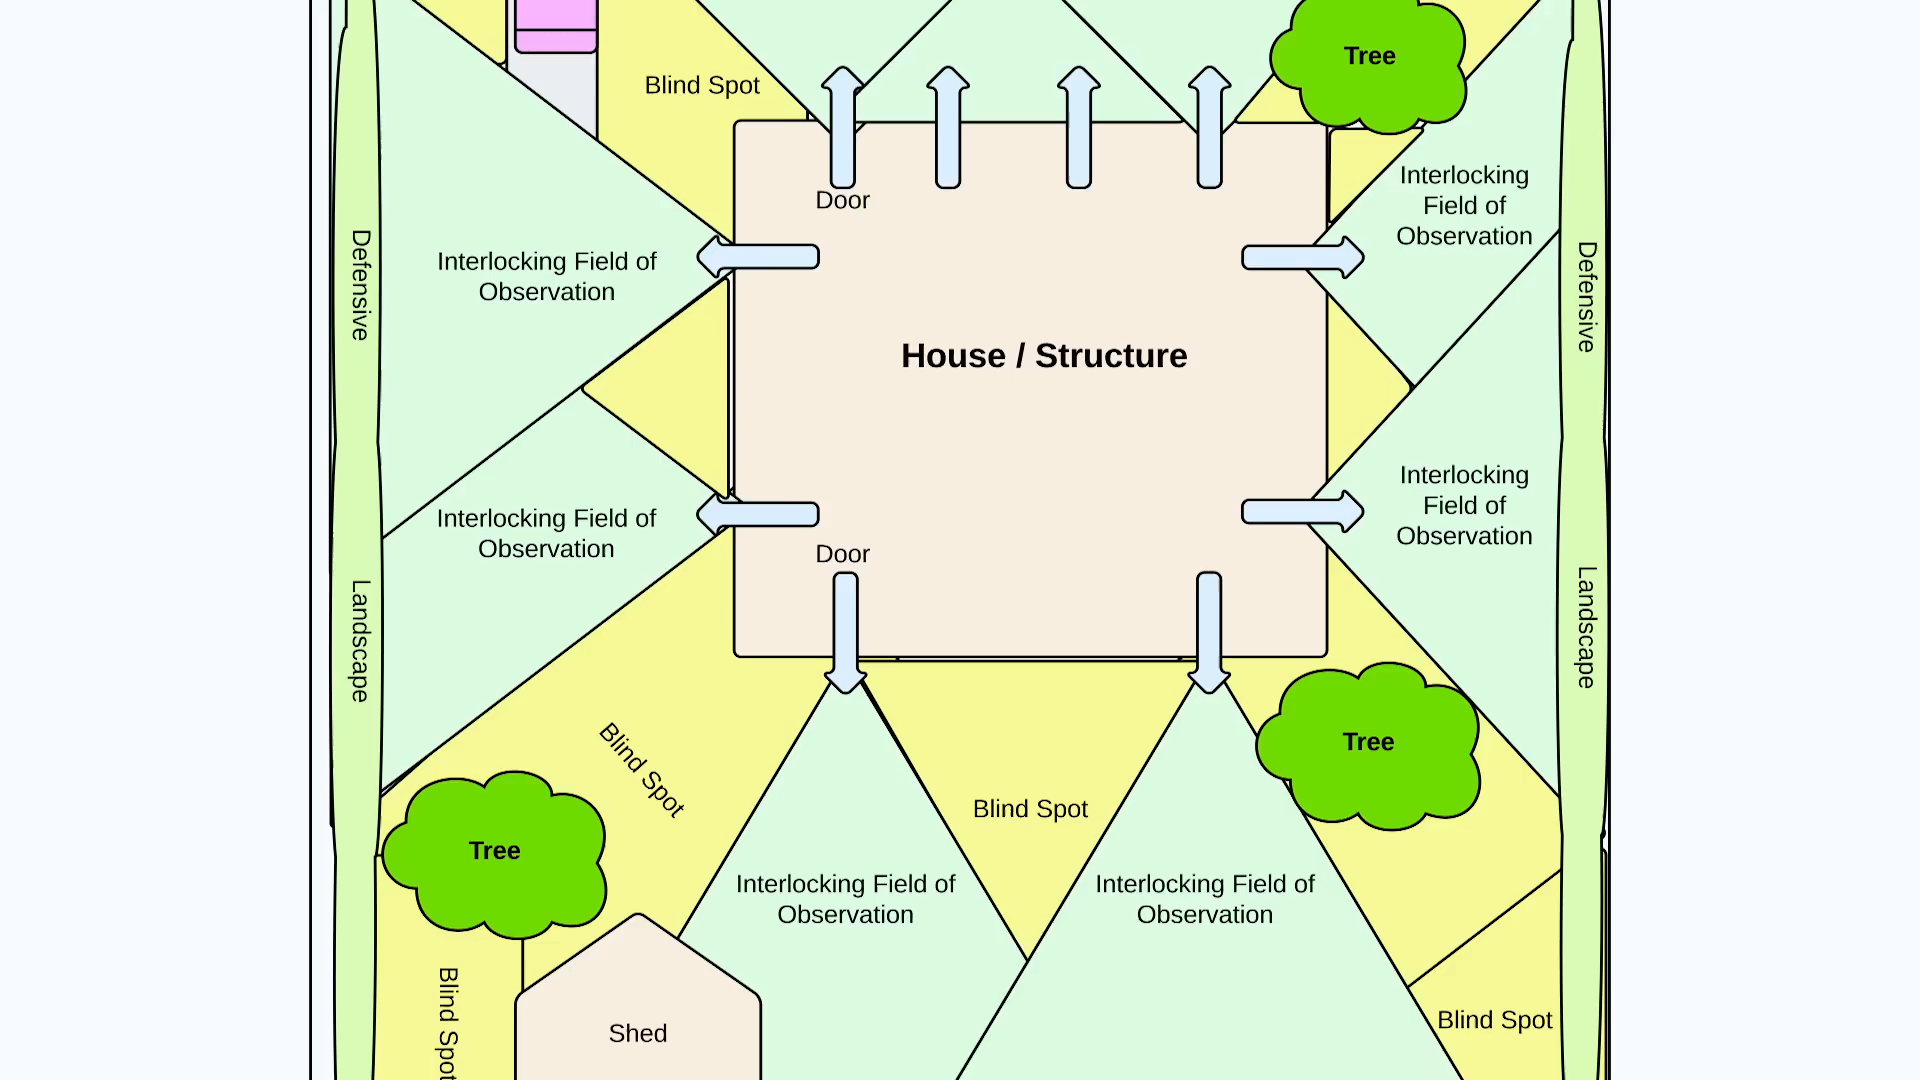 Tree
Blind Spot
Interlocking
Field of
Observation
Door
Defensive
Interlocking Field of
Observation
Defensive
House / Structure
Interlocking
Field of
Observation
Interlocking Field of
Observation
Door
Landscape
Landscape
Blind Spot
Tree
Blind Spot
Tree
Interlocking Field of
Observation
Interlocking Field of
Observation
Blind Spot
Shed
Blind Spot